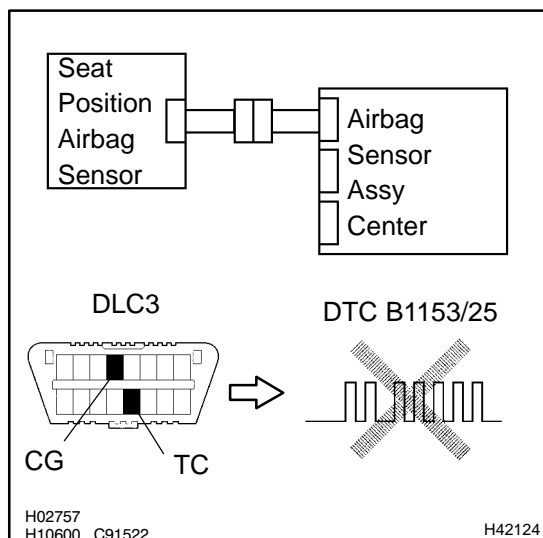 Seat
Position
Airbag
Sensor
Airbag
Sensor
Assy
Center
DLC3
DTC B1153/25
CG
TC
H02757
H10600 C91522
H42124